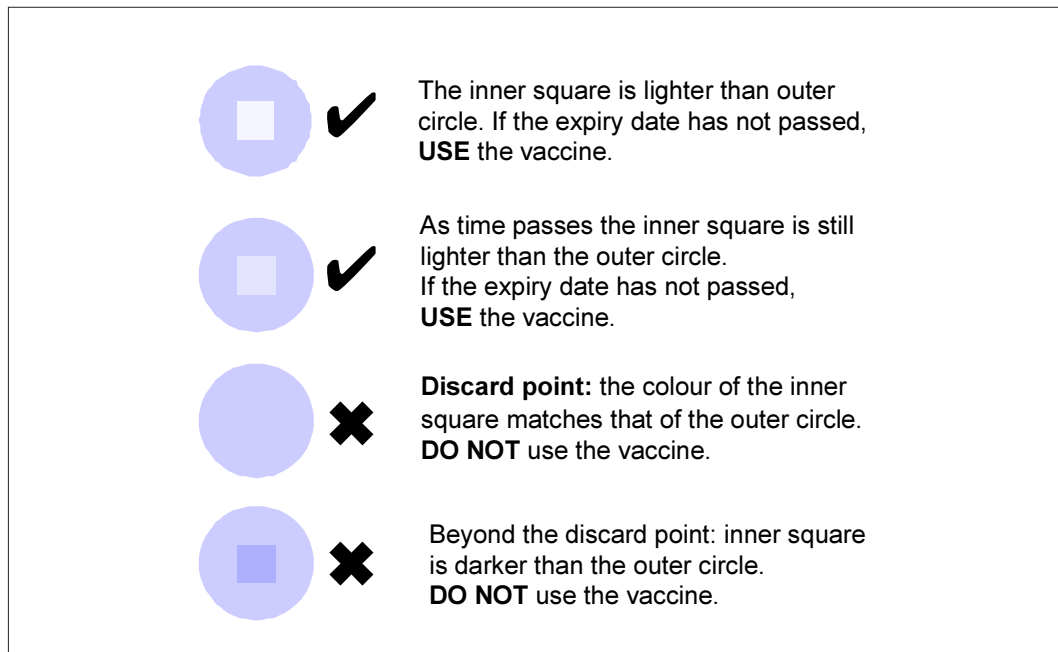 The inner square is lighter than outer
circle. If the expiry date has not passed,
USE the vaccine.
As time passes the inner square is still
lighter than the outer circle.
If the expiry date has not passed,
USE the vaccine.
Discard point: the colour of the inner
square matches that of the outer circle.
DO NOT use the vaccine.
Beyond the discard point: inner square
is darker than the outer circle.
DO NOT use the vaccine.